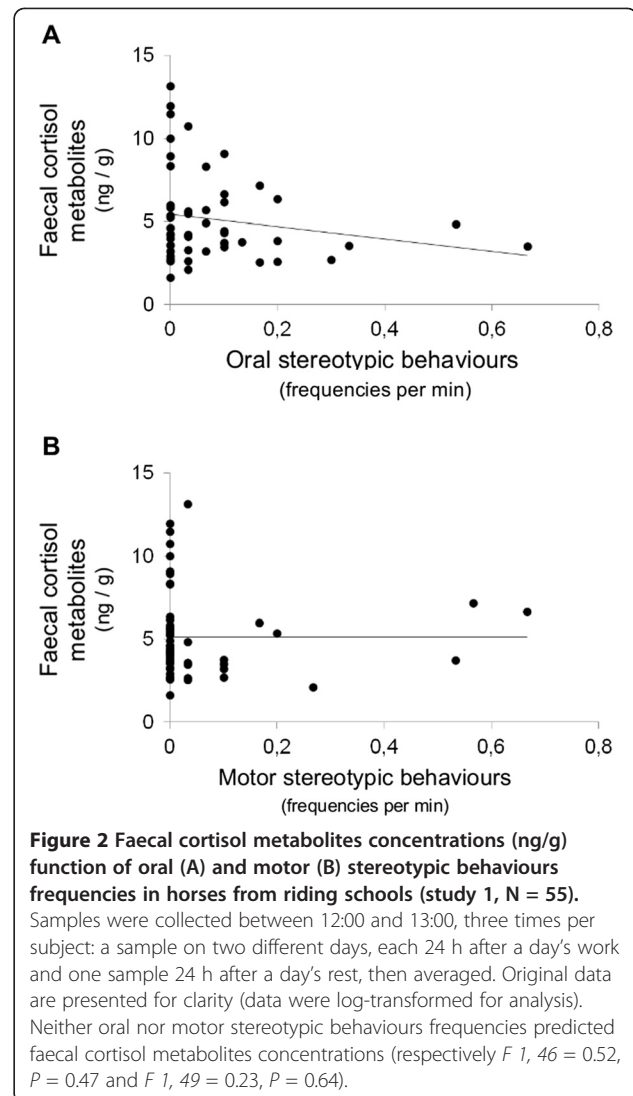 A
15
10
5
0
Faecal cortisol
metabolites
(ng / g)
0
0,2
0,4
0,6
0,8
Oral stereotypic behaviours
(frequencies per min)
B
15
10
5
0
Faecal cortisol
metabolites
(ng / g)
0
0,2
0,4
0,6
0,8
Motor stereotypic behaviours
(frequencies per min)
Figure 2 Faecal cortisol metabolites concentrations (ng/g)
function of oral (A) and motor (B) stereotypic behaviours
frequencies in horses from riding schools (study 1, N = 55).
Samples were collected between 12:00 and 13:00, three times per
subject: a sample on two different days, each 24 h after a day's work
and one sample 24 h after a day's rest, then averaged. Original data
are presented for clarity (data were log-transformed for analysis).
Neither oral nor motor stereotypic behaviours frequencies predicted
faecal cortisol metabolites concentrations (respectively F 1, 46 = 0.52,
P = 0.47 and F 1, 49 = 0.23, P = 0.64).